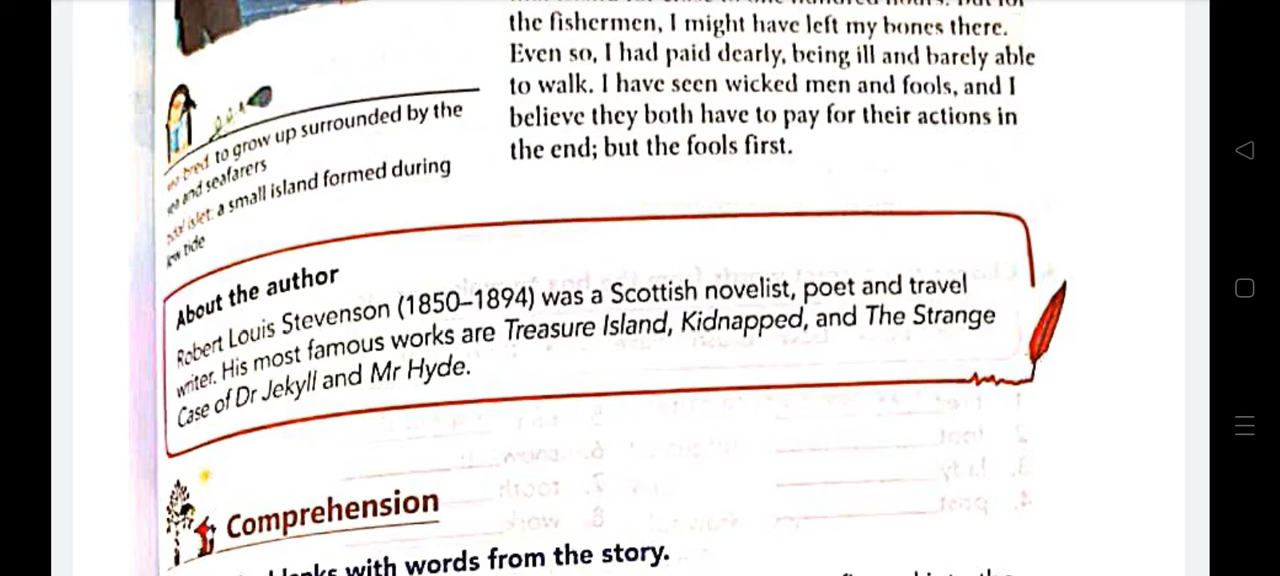 the fishermen, I might have left my bones there.
Even so, I had paid dearly, being ill and barely able
to walk. I have seen wicked men and fools, and I
believe they both have to pay for their actions in
the end; but the fools first.
bred to grow up surrounded by the
sea and seafarers
tidal islet: a small island formed during
low tide
About the author
Robert Louis Stevenson (1850–1894) was a Scottish novelist, poet and travel
writer. His most famous works are Treasure Island, Kidnapped, and The Strange
Case of Dr Jekyll and Mr Hyde.
Comprehension
with words from the story.